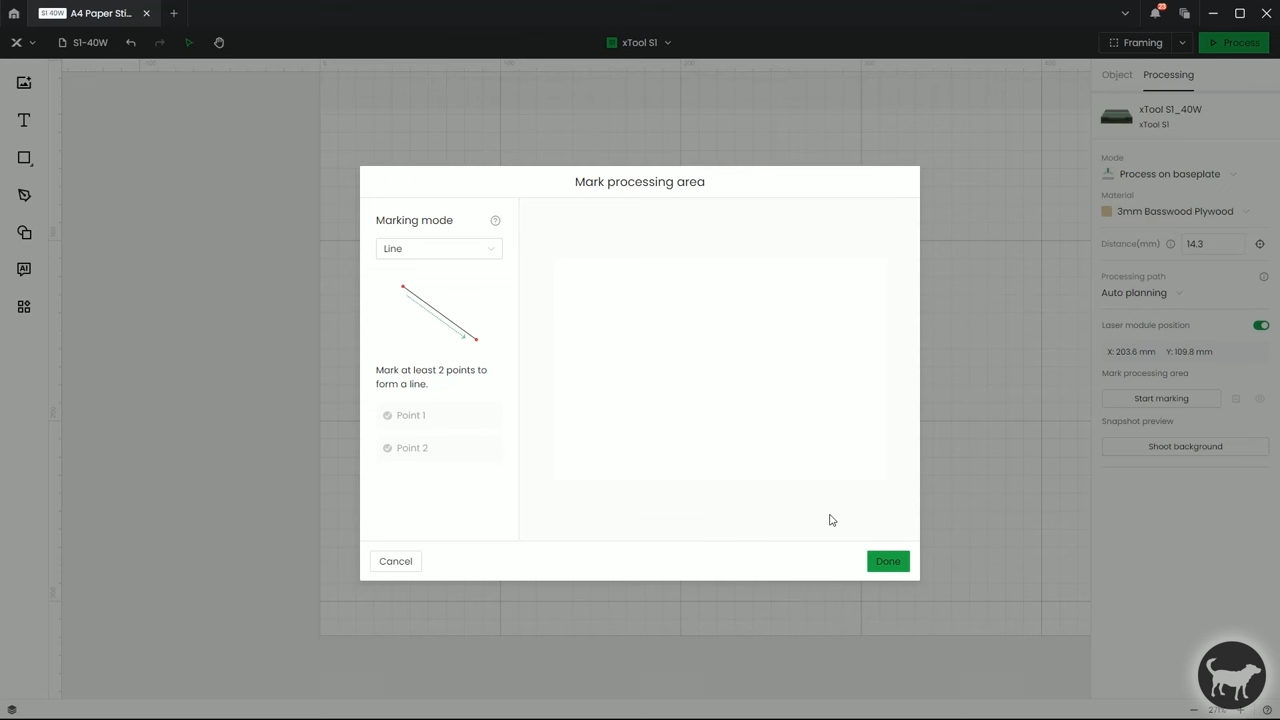 S1 40W
A4 Paper Sti...
23
S1-40W
xTool S1
Framing
Process
Object
Processing
xTool S1_40W
xTool S1
Mode
Process on baseplate
Material
3mm Basswood Plywood
Distance(mm)
14.3
Processing path
Auto planning
Laser module position
X: 203.6 mm Y: 109.8 mm
Mark processing area
Start marking
Snapshot preview
Shoot background
Mark processing area
Marking mode
Line
Mark at least 2 points to
form a line.
Point 1
Point 2
Cancel
Done
T
AI